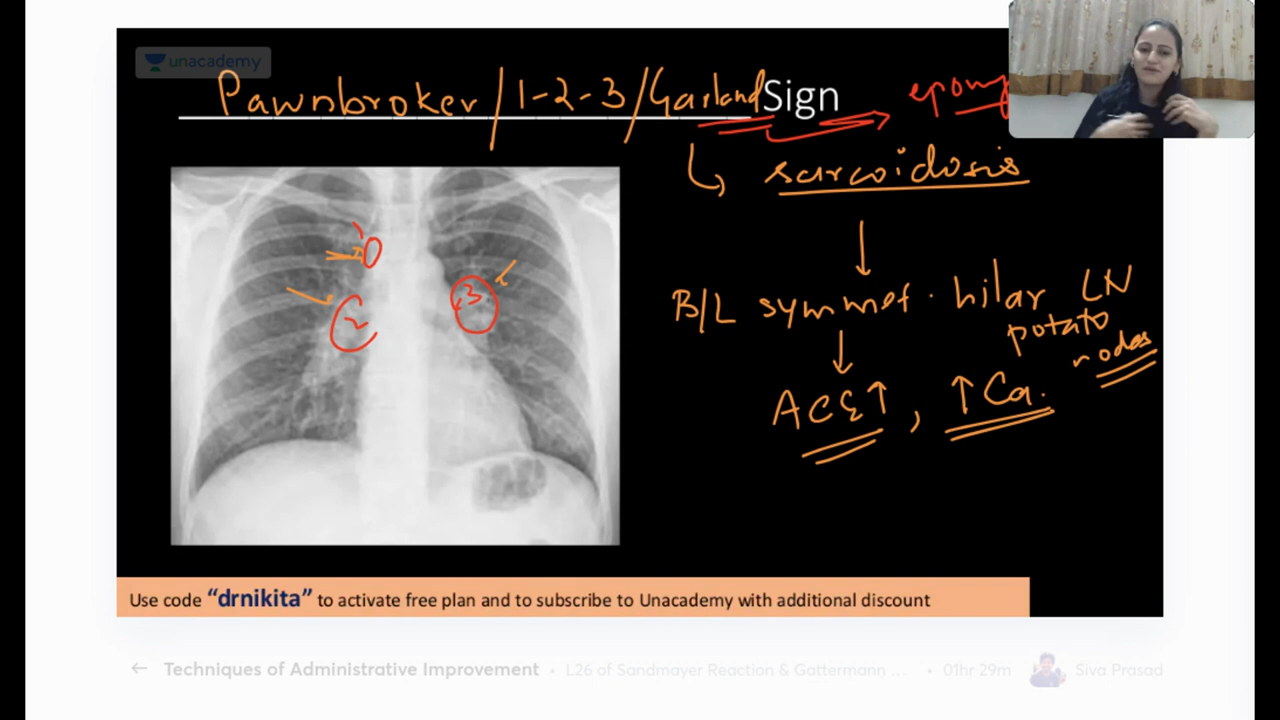 unacademy
Pawnbroker / 1-2-3 / Garland Sign
sarcoidosis
B/L symmet. hilar LN
potato
nodes
ACE↑, ↑Ca.
2
3
Use code “drnikita” to activate free plan and to subscribe to Unacademy with additional discount
← Techniques of Administrative Improvement • L26 of Sandmayer Reaction & Gattermann ... • 01hr 29m Siva Prasad